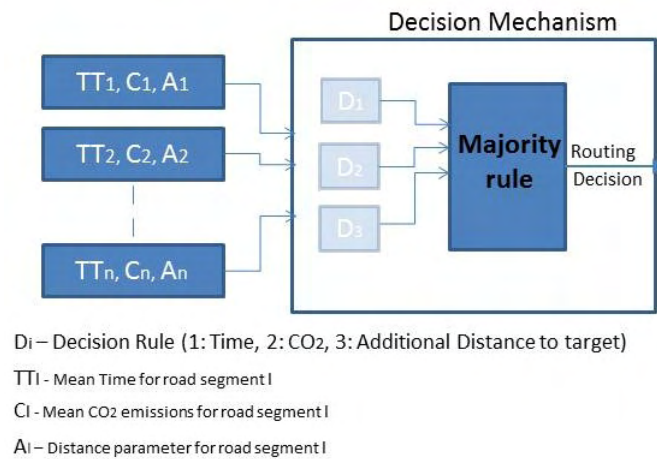 Decision Mechanism
TT1, C1, A1
TT2, C2, A2
TTn, Cn, An
D1
D2
D3
Majority
rule
Routing
Decision
Di – Decision Rule (1: Time, 2: CO2, 3: Additional Distance to target)
TTI - Mean Time for road segment I
CI - Mean CO2 emissions for road segment I
AI – Distance parameter for road segment I